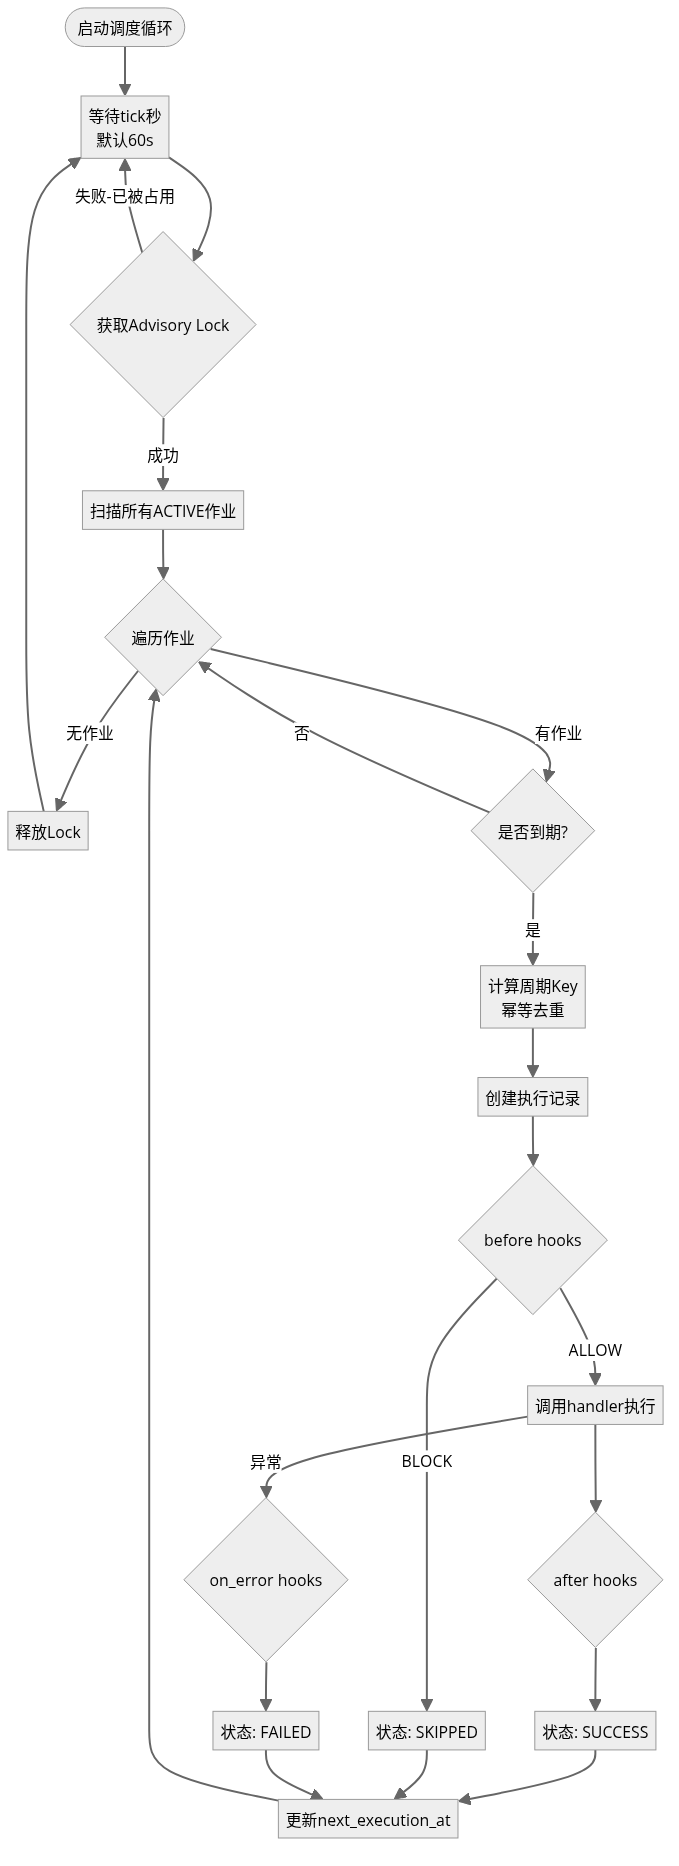 启动调度循环
等待tick秒
默认60s
失败-已被占用
获取Advisory Lock
成功
扫描所有ACTIVE作业
遍历作业
无作业
否
有作业
释放Lock
是否到期?
是
计算周期Key
幂等去重
创建执行记录
before hooks
ALLOW
调用handler执行
异常
BLOCK
on_error hooks
after hooks
状态: FAILED
状态: SKIPPED
状态: SUCCESS
更新next_execution_at